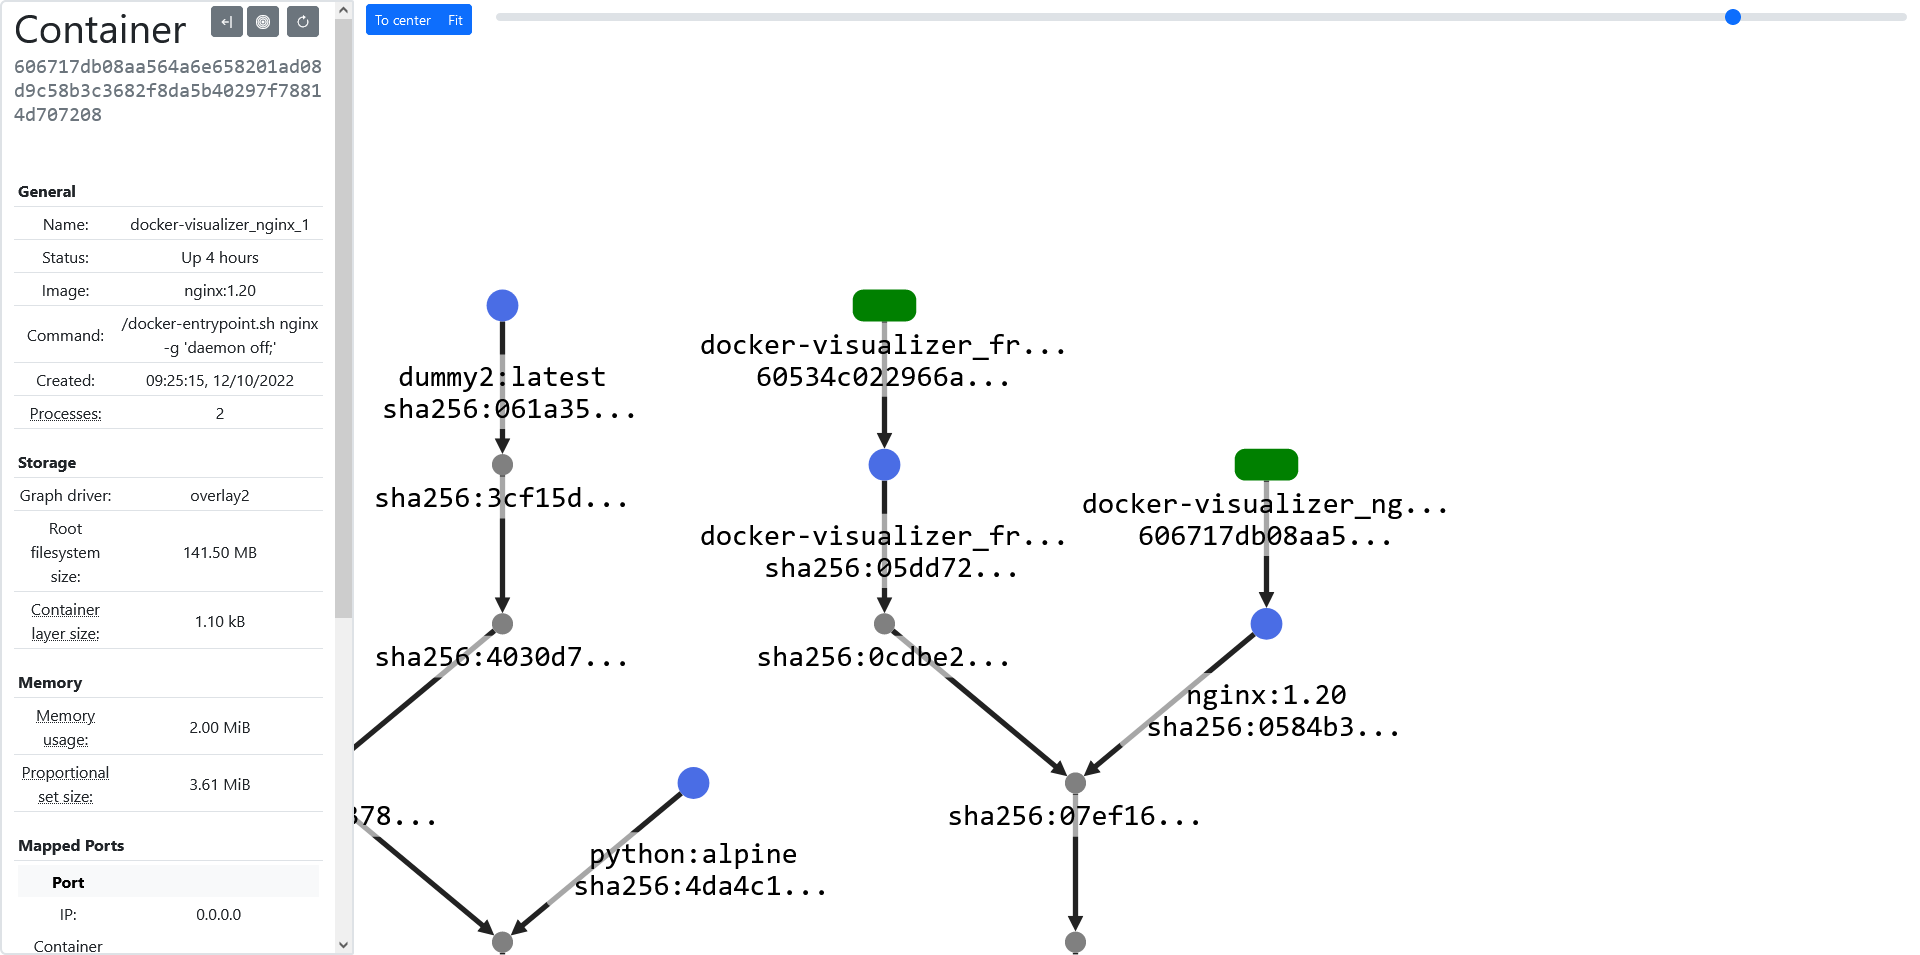 Container
606717db08aa564a6e658201ad08
d9c58b3c3682f8da5b40297f7881
4d707208
General
Name: docker-visualizer_nginx_1
Status: Up 4 hours
Image: nginx:1.20
Command: /docker-entrypoint.sh nginx
-g 'daemon off;'
Created: 09:25:15, 12/10/2022
Processes: 2
Storage
Graph driver: overlay2
Root
filesystem
size:
141.50 MB
Container
layer size:
1.10 kB
Memory
Memory
usage:
2.00 MiB
Proportional
set size:
3.61 MiB
Mapped Ports
Port
IP: 0.0.0.0
Container
To center Fit
dummy2:latest
sha256:061a35...
sha256:3cf15d...
sha256:4030d7...
378...
python:alpine
sha256:4da4c1...
docker-visualizer_fr...
60534c022966a...
docker-visualizer_fr...
sha256:05dd72...
sha256:0cdbe2...
docker-visualizer_ng...
606717db08aa5...
nginx:1.20
sha256:0584b3...
sha256:07ef16...